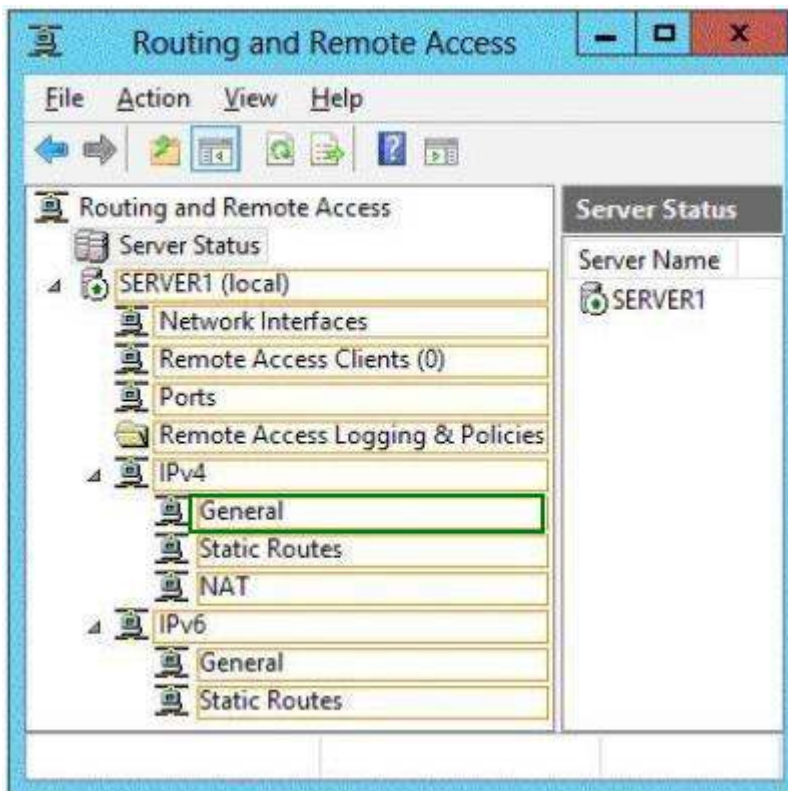 Routing and Remote Access
File Action View Help
Routing and Remote Access
Server Status
SERVER1 (local)
Network Interfaces
Remote Access Clients (0)
Ports
Remote Access Logging & Policies
IPv4
General
Static Routes
NAT
IPv6
General
Static Routes
Server Status
Server Name
SERVER1